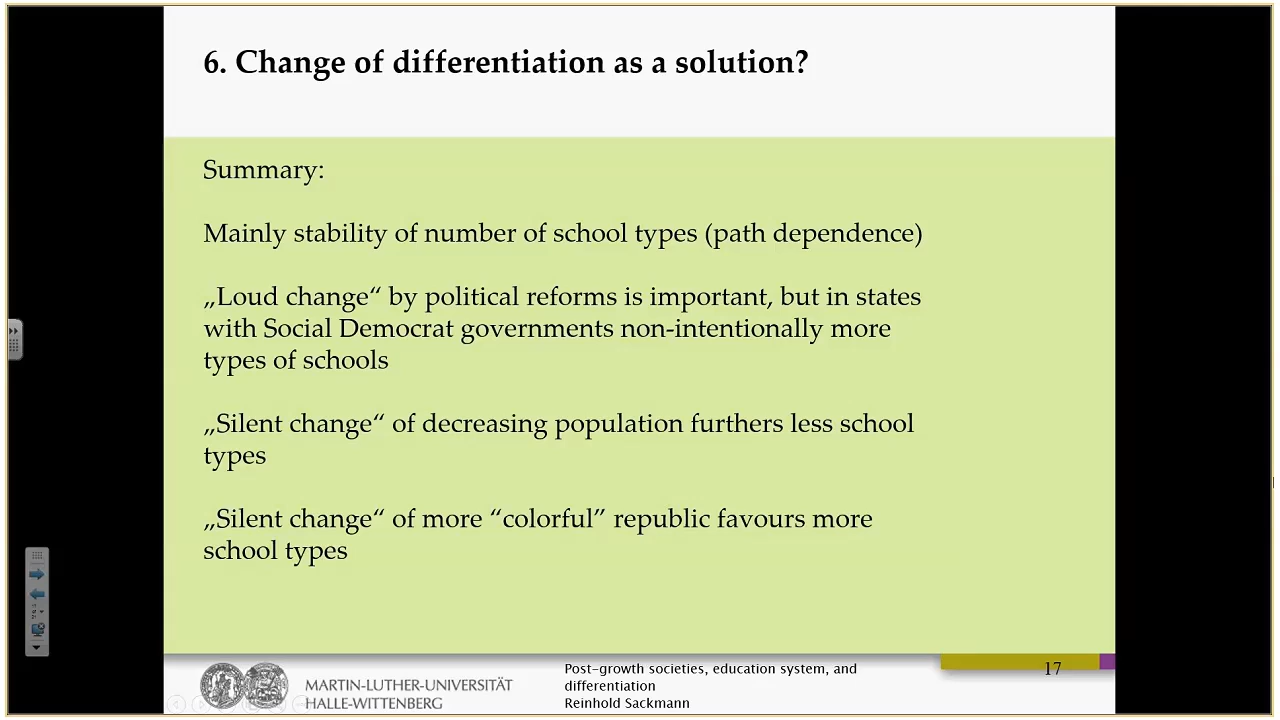 6. Change of differentiation as a solution?
Summary:
Mainly stability of number of school types (path dependence)
„Loud change“ by political reforms is important, but in states
with Social Democrat governments non-intentionally more
types of schools
„Silent change“ of decreasing population furthers less school
types
„Silent change“ of more “colorful” republic favours more
school types
MARTIN-LUTHER-UNIVERSITÄT
HALLE-WITTENBERG
Post-growth societies, education system, and
differentiation
Reinhold Sackmann
17